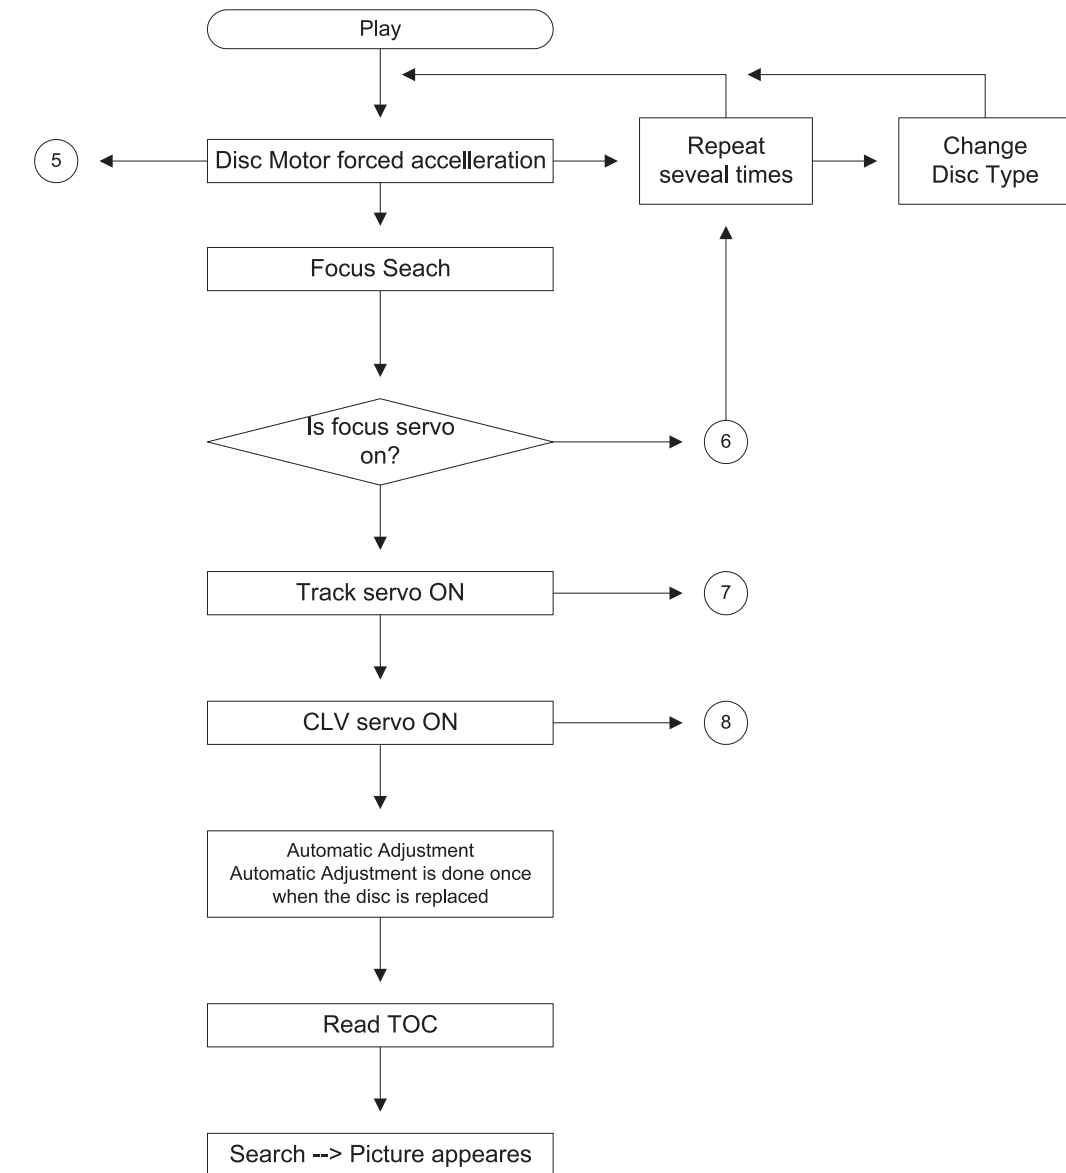 Play
5
Disc Motor forced accelleration
Repeat
seveal times
Change
Disc Type
Focus Seach
Is focus servo
on?
6
Track servo ON
7
CLV servo ON
8
Automatic Adjustment
Automatic Adjustment is done once
when the disc is replaced
Read TOC
Search --> Picture appeares